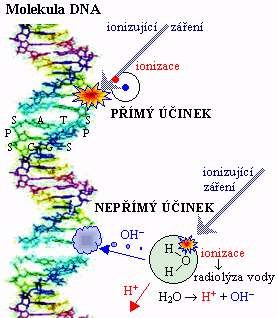 Molekula DNA
ionizující záření
ionizace
S A T S
P P
S C G S
PŘÍMÝ ÚČINEK
ionizující
záření
NEPŘÍMÝ ÚČINEK
OH⁻
H
O
H
ionizace
radiolýza vody
H⁺
H₂O → H⁺ + OH⁻